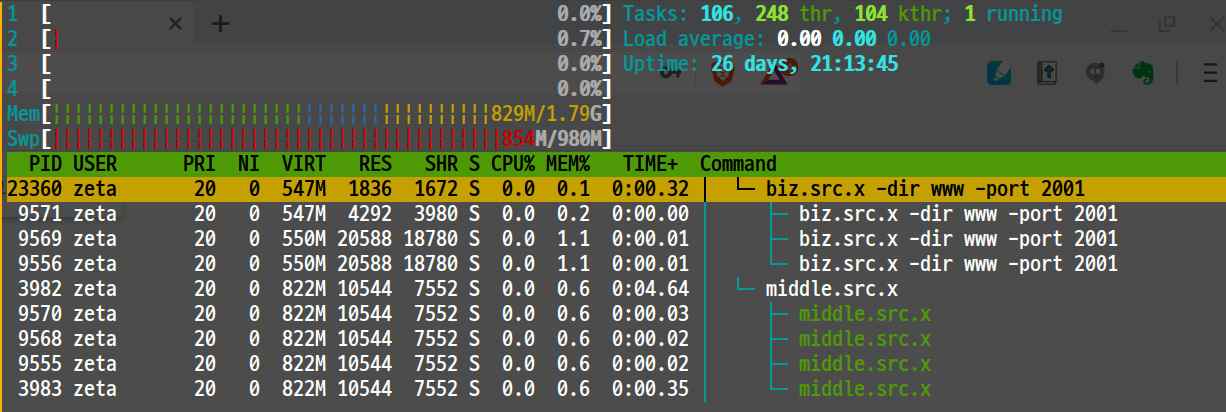 1 [ 0.0%] Tasks: 106, 248 thr, 104 kthr; 1 running
2 [| 0.7%] Load average: 0.00 0.00 0.00
3 [ 0.0%] Uptime: 26 days, 21:13:45
4 [ 0.0%]
Mem[||||||||||||||||||||||||||||||||||||||||829M/1.79G]
Swp[|||||||||||||||||||||||||||||||||||||||||854M/980M]
PID USER PRI NI VIRT RES SHR S CPU% MEM% TIME+ Command
23360 zeta 20 0 547M 1836 1672 S 0.0 0.1 0:00.32 │ └─ biz.src.x -dir www -port 2001
9571 zeta 20 0 547M 4292 3980 S 0.0 0.2 0:00.00 │ ├─ biz.src.x -dir www -port 2001
9569 zeta 20 0 550M 20588 18780 S 0.0 1.1 0:00.01 │ ├─ biz.src.x -dir www -port 2001
9556 zeta 20 0 550M 20588 18780 S 0.0 1.1 0:00.01 │ └─ biz.src.x -dir www -port 2001
3982 zeta 20 0 822M 10544 7552 S 0.0 0.6 0:04.64 │ └─ middle.src.x
9570 zeta 20 0 822M 10544 7552 S 0.0 0.6 0:00.03 │ ├─ middle.src.x
9568 zeta 20 0 822M 10544 7552 S 0.0 0.6 0:00.02 │ ├─ middle.src.x
9555 zeta 20 0 822M 10544 7552 S 0.0 0.6 0:00.02 │ ├─ middle.src.x
3983 zeta 20 0 822M 10544 7552 S 0.0 0.6 0:00.35 │ └─ middle.src.x